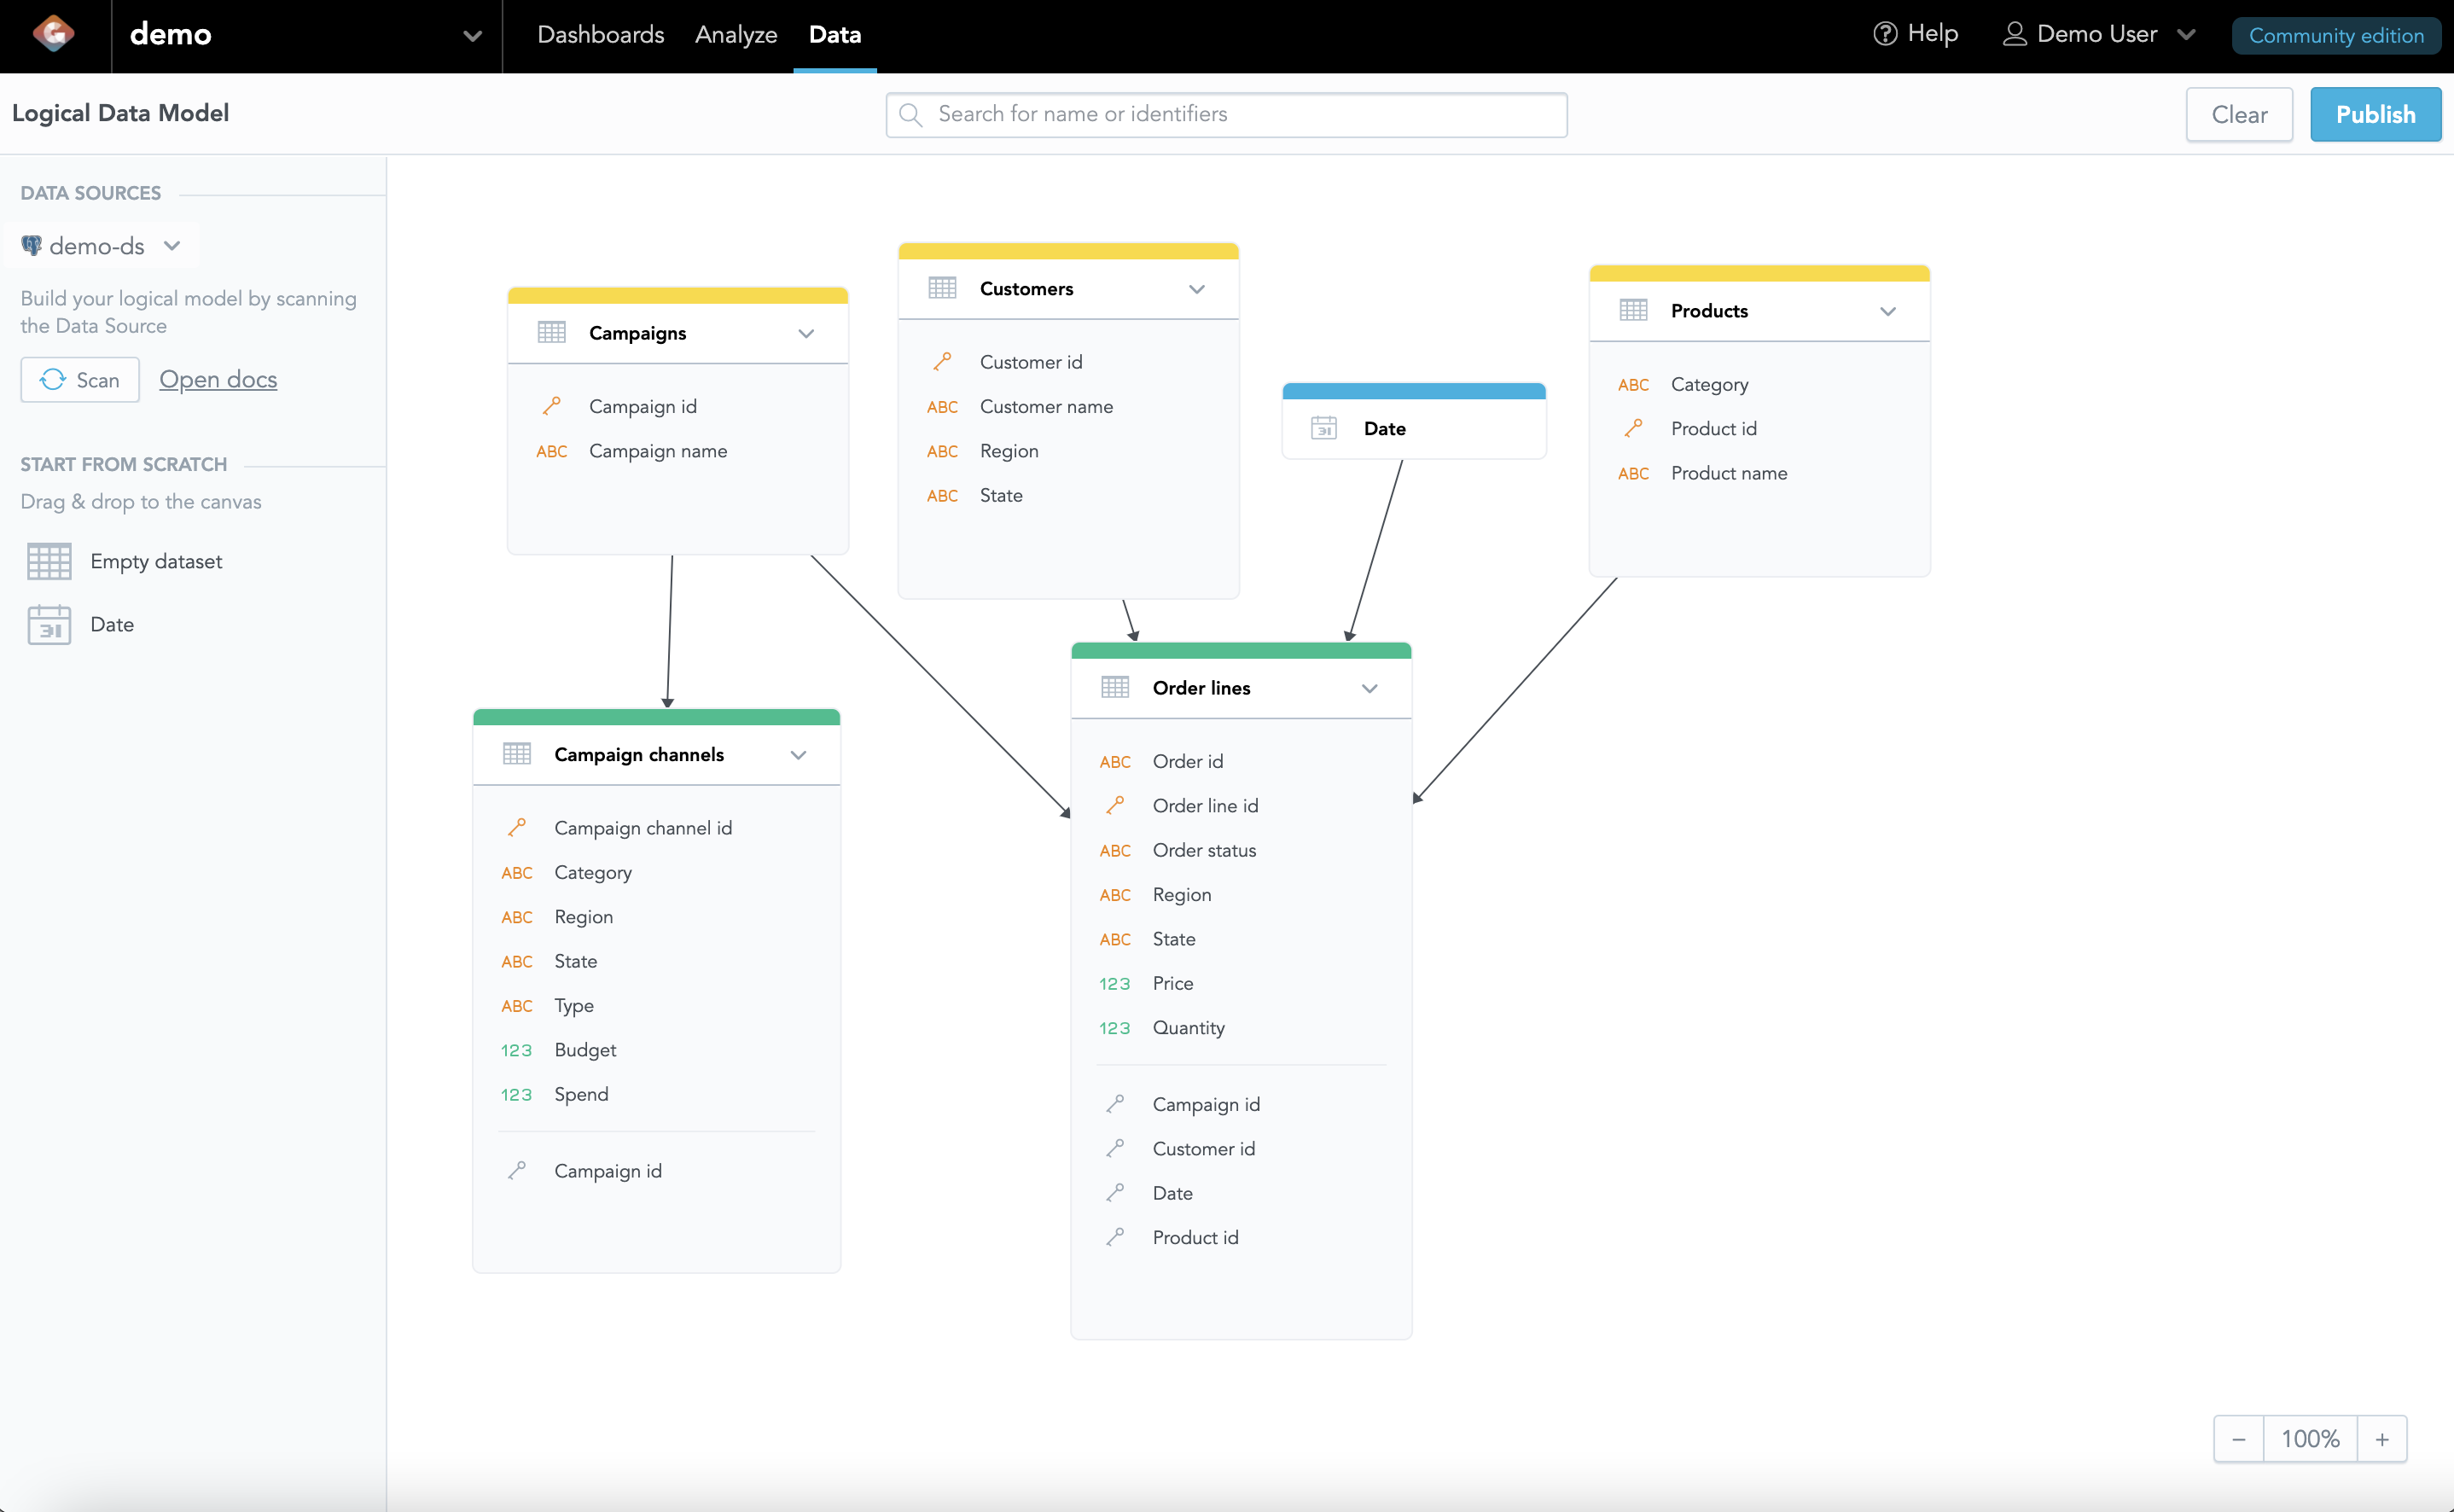 demo
Dashboards
Analyze
Data
Help
Demo User
Community edition
Logical Data Model
Search for name or identifiers
Clear
Publish
DATA SOURCES
demo-ds
Build your logical model by scanning
the Data Source
Scan
Open docs
START FROM SCRATCH
Drag & drop to the canvas
Empty dataset
31
Date
Campaigns
Campaign id
ABC Campaign name
Customers
Customer id
ABC Customer name
ABC Region
ABC State
31 Date
Products
ABC Category
Product id
ABC Product name
Campaign channels
Campaign channel id
ABC Category
ABC Region
ABC State
ABC Type
123 Budget
123 Spend
Campaign id
Order lines
ABC Order id
Order line id
ABC Order status
ABC Region
ABC State
123 Price
123 Quantity
Campaign id
Customer id
Date
Product id
− 100% +